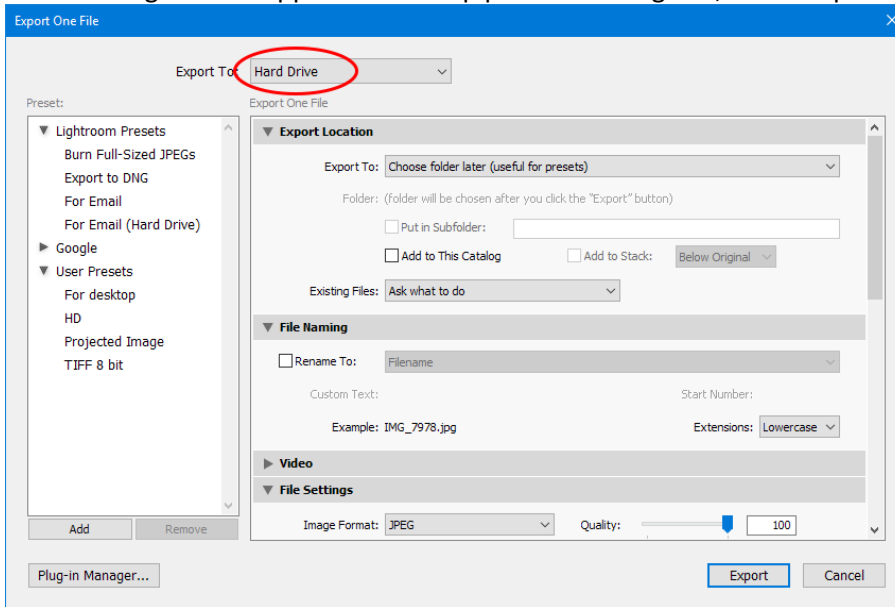 Export One File
Export To: Hard Drive
Preset:
Export One File
Lightroom Presets
Burn Full-Sized JPEGs
Export to DNG
For Email
For Email (Hard Drive)
Google
User Presets
For desktop
HD
Projected Image
TIFF 8 bit
Add Remove
Export Location
Export To: Choose folder later (useful for presets)
Folder: (folder will be chosen after you click the "Export" button)
Put in Subfolder:
Add to This Catalog Add to Stack: Below Original
Existing Files: Ask what to do
File Naming
Rename To: Filename
Custom Text: Start Number:
Example: IMG_7978.jpg Extensions: Lowercase
Video
File Settings
Image Format: JPEG Quality: 100
Plug-in Manager... Export Cancel